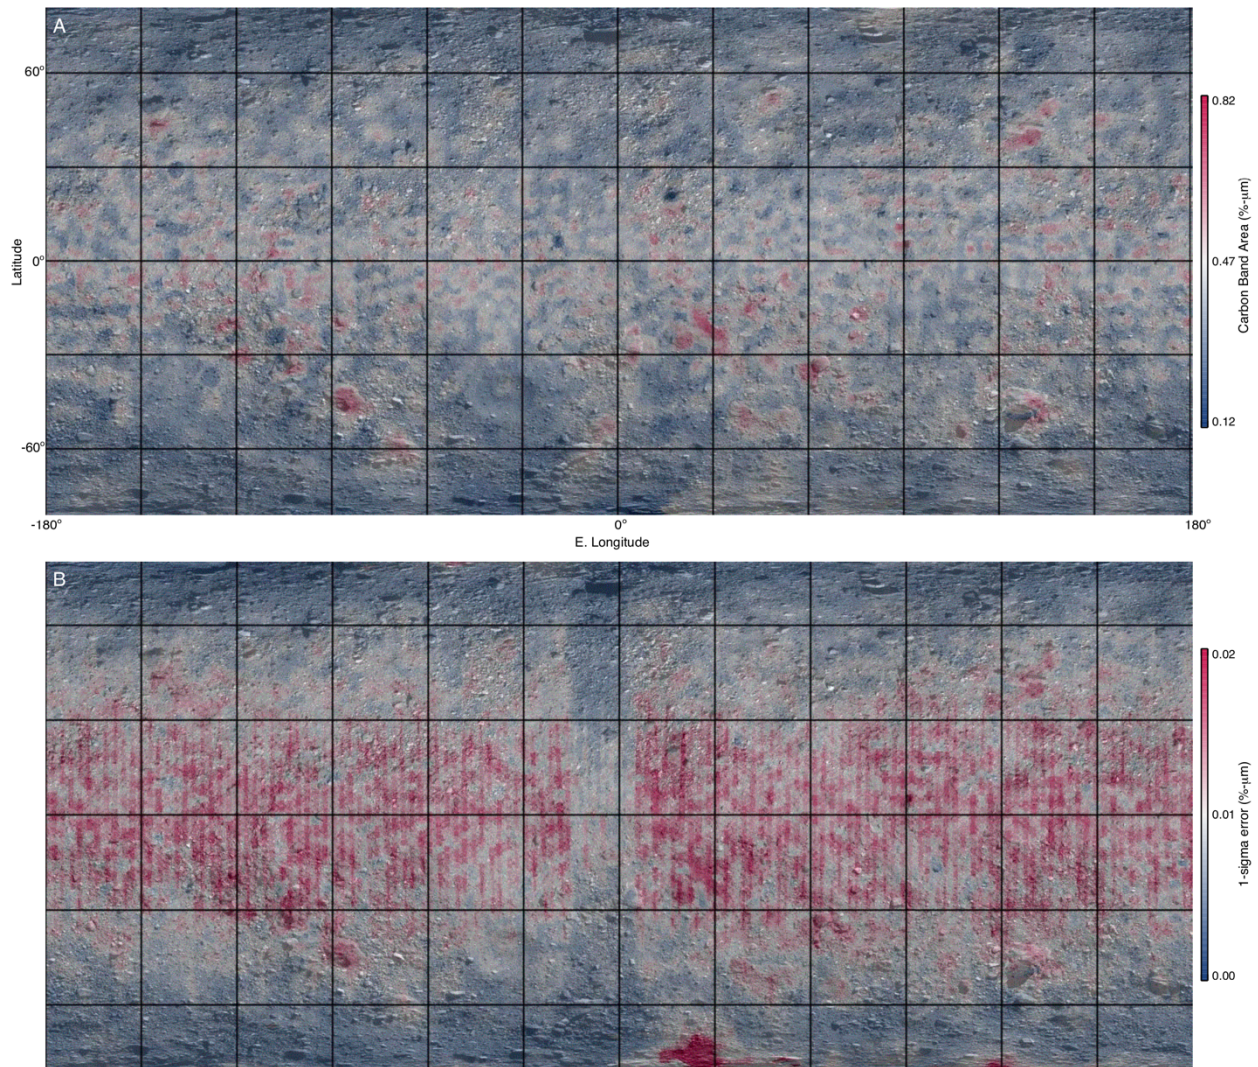 A
60°
0°
-60°
Latitude
-180°
0°
180°
E. Longitude
0.82
0.47
0.12
Carbon Band Area (%-μm)
B
0.02
0.01
0.00
1-sigma error (%-μm)